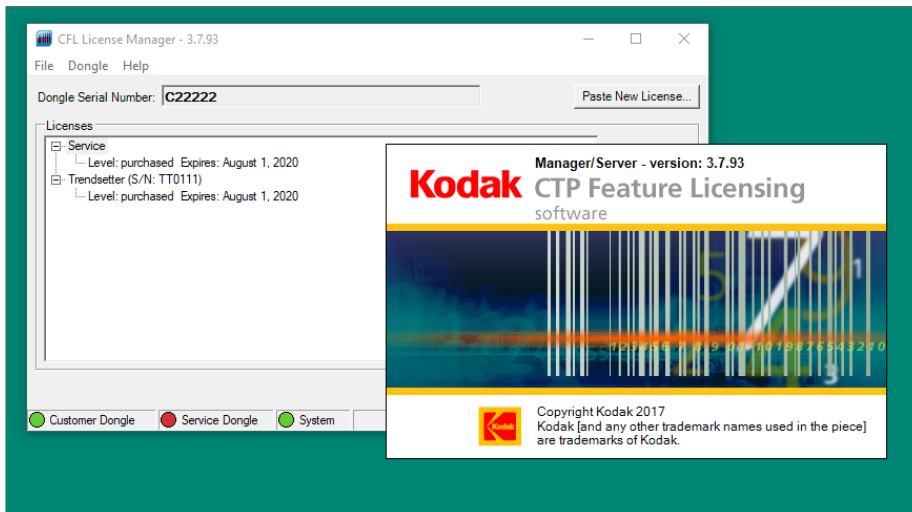 CFL License Manager - 3.7.93
File Dongle Help
Dongle Serial Number: C22222
Paste New License...
Licenses
Service
Level: purchased Expires: August 1, 2020
Trendsetter (S/N: TT0111)
Level: purchased Expires: August 1, 2020
Customer Dongle
Service Dongle
System
Manager/Server - version: 3.7.93
Kodak CTP Feature Licensing
software
1
3
Kodak
Copyright Kodak 2017
Kodak [and any other trademark names used in the piece]
are trademarks of Kodak.